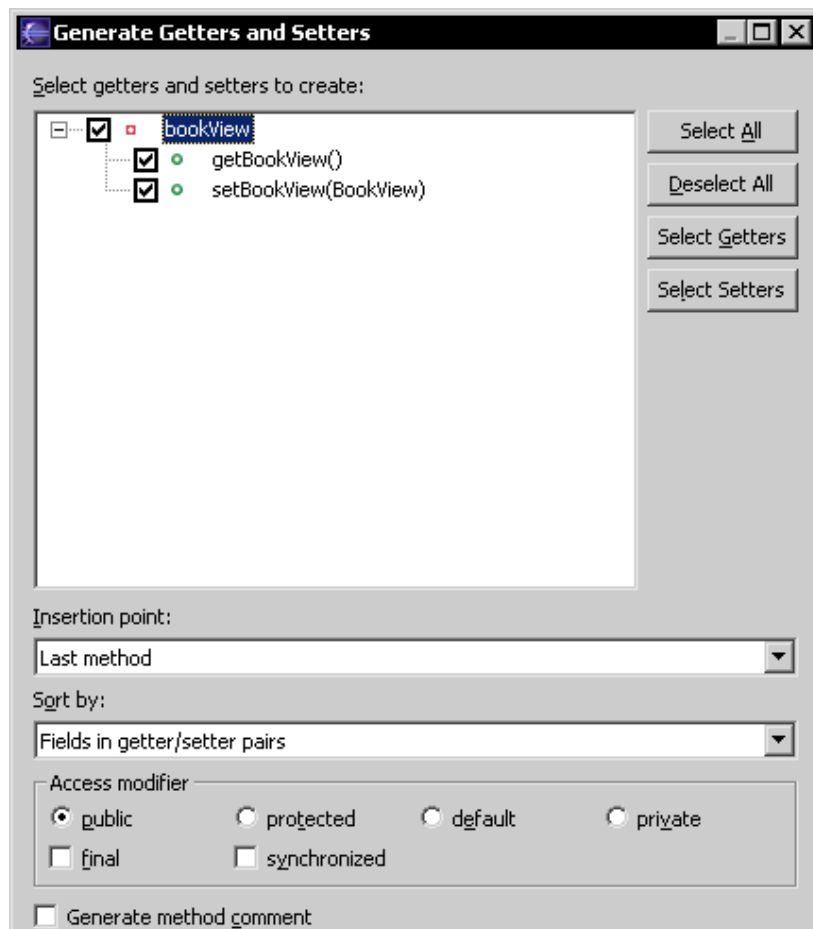 Generate Getters and Setters
Select getters and setters to create:
bookView
getBookView()
setBookView(BookView)
Select All
Deselect All
Select Getters
Select Setters
Insertion point:
Last method
Sort by:
Fields in getter/setter pairs
Access modifier
public protected default private
final synchronized
Generate method comment